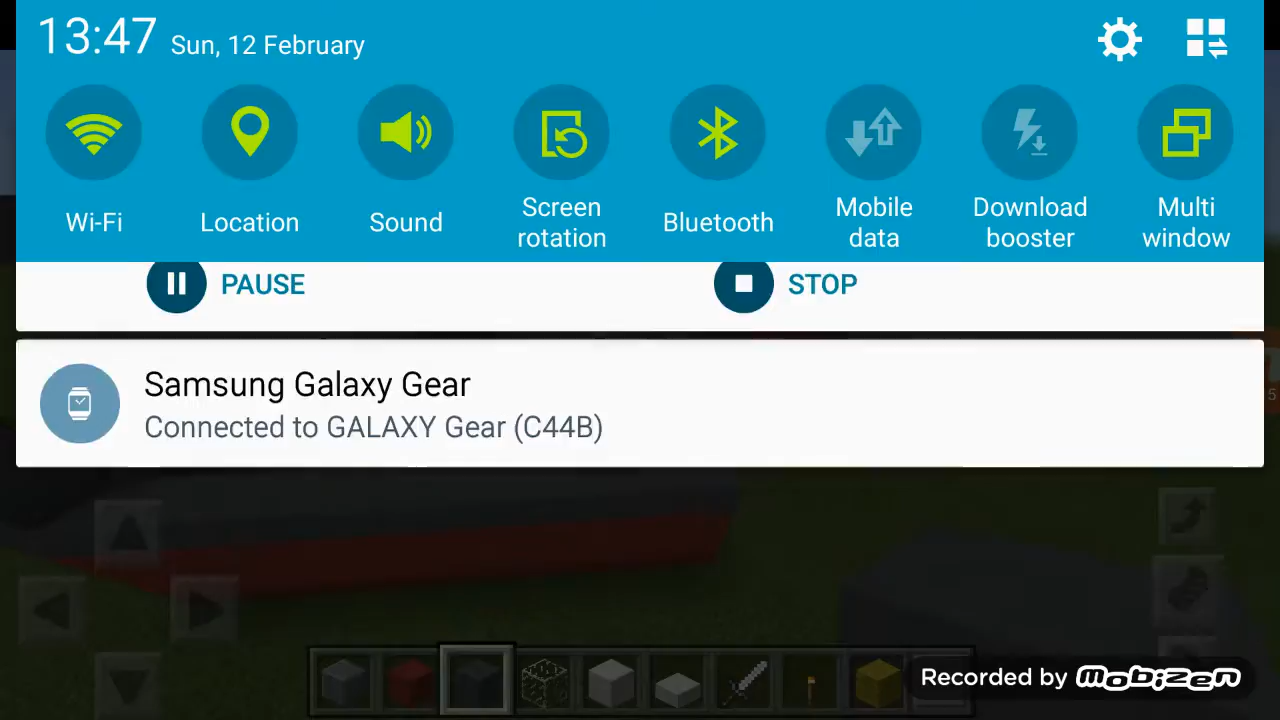 13:47 Sun, 12 February
Wi-Fi
Location
Sound
Screen
rotation
Bluetooth
Mobile
data
Download
booster
Multi
window
PAUSE
STOP
Samsung Galaxy Gear
Connected to GALAXY Gear (C44B)
5
Recorded by mobizen